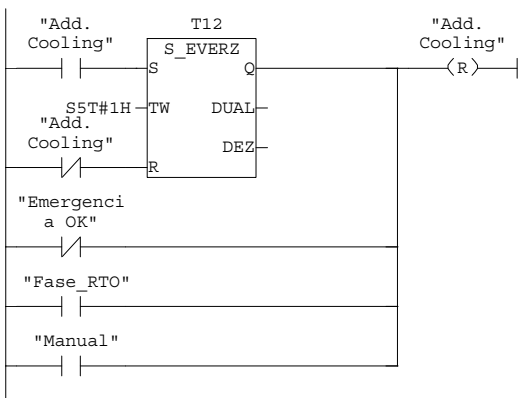 "Add.
Cooling"
T12
"Add.
Cooling"
S_EVERZ
S
Q
(R)
S5T#1H
TW
DUAL
"Add.
Cooling"
DEZ
R
"Emergenci
a OK"
"Fase_RTO"
"Manual"